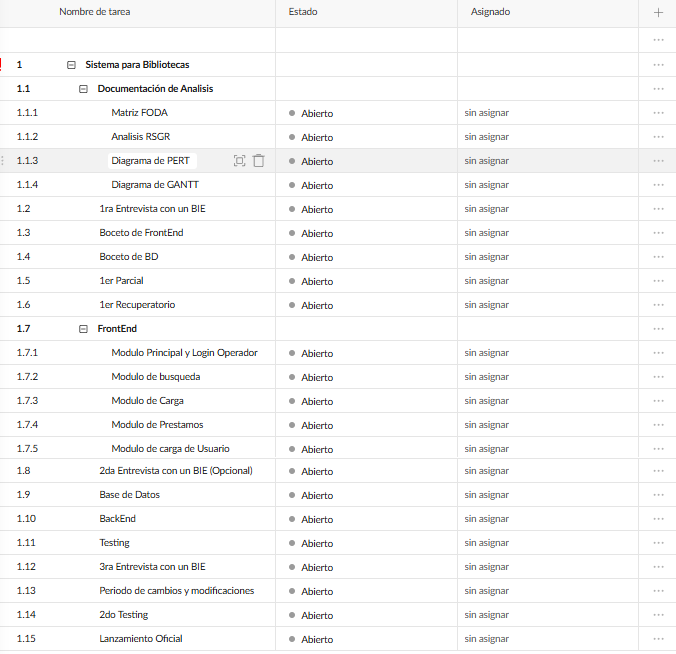 Nombre de tarea Estado Asignado
1 Sistema para Bibliotecas
1.1 Documentación de Analisis
1.1.1 Matriz FODA Abierto sin asignar
1.1.2 Analisis RSGR Abierto sin asignar
1.1.3 Diagrama de PERT Abierto sin asignar
1.1.4 Diagrama de GANTT Abierto sin asignar
1.2 1ra Entrevista con un BIE Abierto sin asignar
1.3 Boceto de FrontEnd Abierto sin asignar
1.4 Boceto de BD Abierto sin asignar
1.5 1er Parcial Abierto sin asignar
1.6 1er Recuperatorio Abierto sin asignar
1.7 FrontEnd
1.7.1 Modulo Principal y Login Operador Abierto sin asignar
1.7.2 Modulo de busqueda Abierto sin asignar
1.7.3 Modulo de Carga Abierto sin asignar
1.7.4 Modulo de Prestamos Abierto sin asignar
1.7.5 Modulo de carga de Usuario Abierto sin asignar
1.8 2da Entrevista con un BIE (Opcional) Abierto sin asignar
1.9 Base de Datos Abierto sin asignar
1.10 BackEnd Abierto sin asignar
1.11 Testing Abierto sin asignar
1.12 3ra Entrevista con un BIE Abierto sin asignar
1.13 Periodo de cambios y modificaciones Abierto sin asignar
1.14 2do Testing Abierto sin asignar
1.15 Lanzamiento Oficial Abierto sin asignar